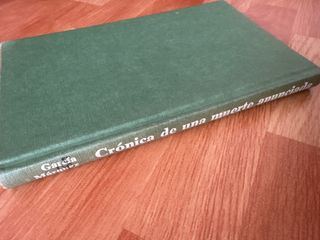 García
Márquez
Crónica de una muerte anunciada